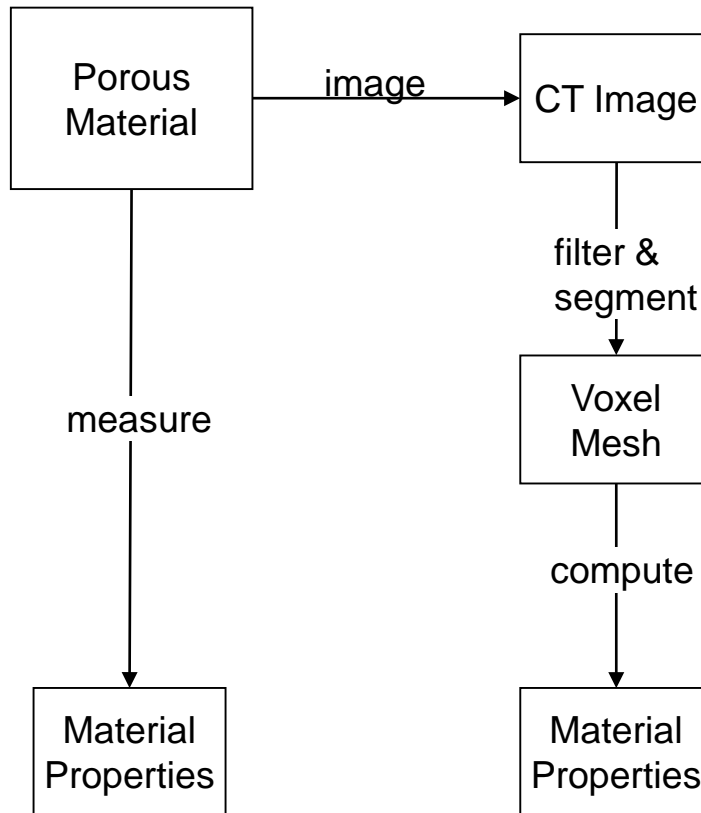 Porous
Material
image
CT Image
filter &
segment
Voxel
Mesh
measure
compute
Material
Properties
Material
Properties